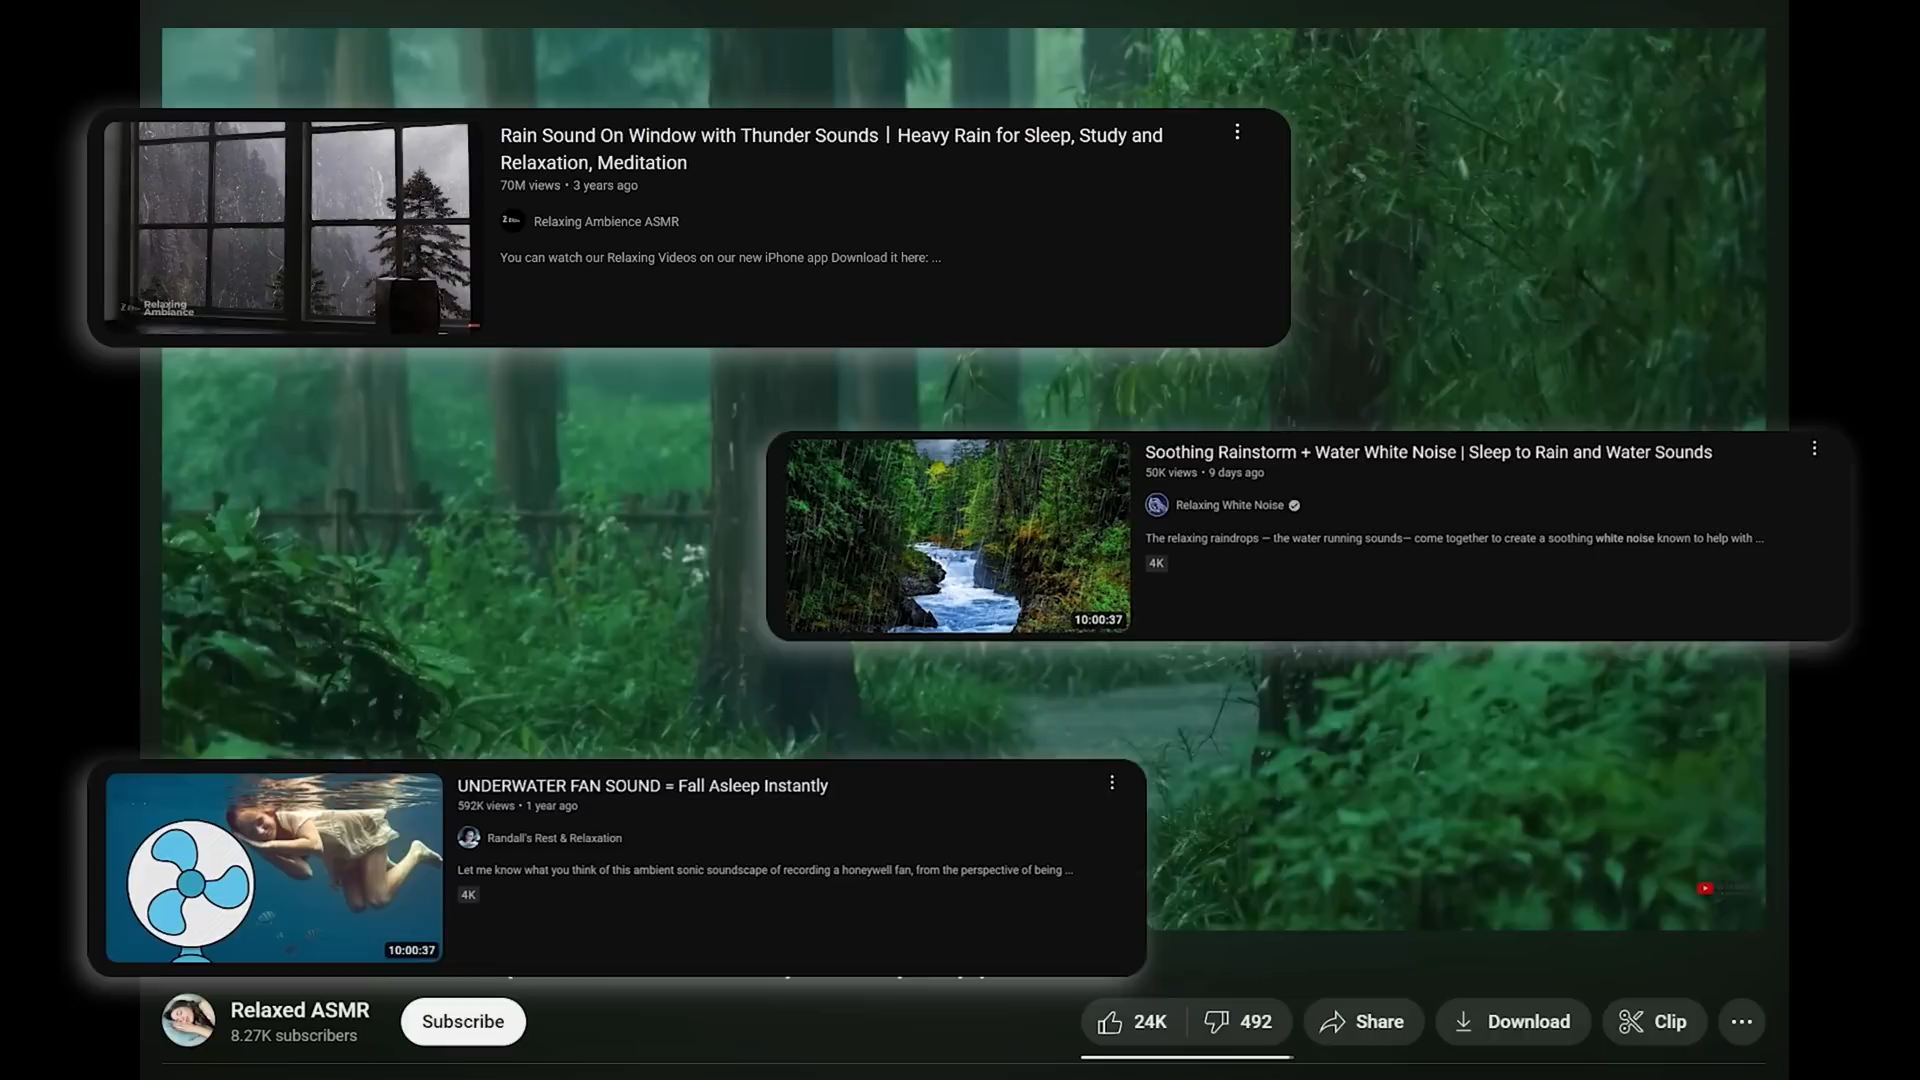 Rain Sound On Window with Thunder Sounds | Heavy Rain for Sleep, Study and
Relaxation, Meditation
70M views • 3 years ago
Relaxing Ambience ASMR
You can watch our Relaxing Videos on our new iPhone app Download it here: ...
Relaxing
Ambiance
Soothing Rainstorm + Water White Noise | Sleep to Rain and Water Sounds
50K views • 9 days ago
Relaxing White Noise
The relaxing raindrops — the water running sounds— come together to create a soothing white noise known to help with ...
4K
10:00:37
UNDERWATER FAN SOUND = Fall Asleep Instantly
592K views • 1 year ago
Randall's Rest & Relaxation
Let me know what you think of this ambient sonic soundscape of recording a honeywell fan, from the perspective of being ...
4K
10:00:37
Relaxed ASMR
8.27K subscribers
Subscribe
24K
492
Share
Download
Clip